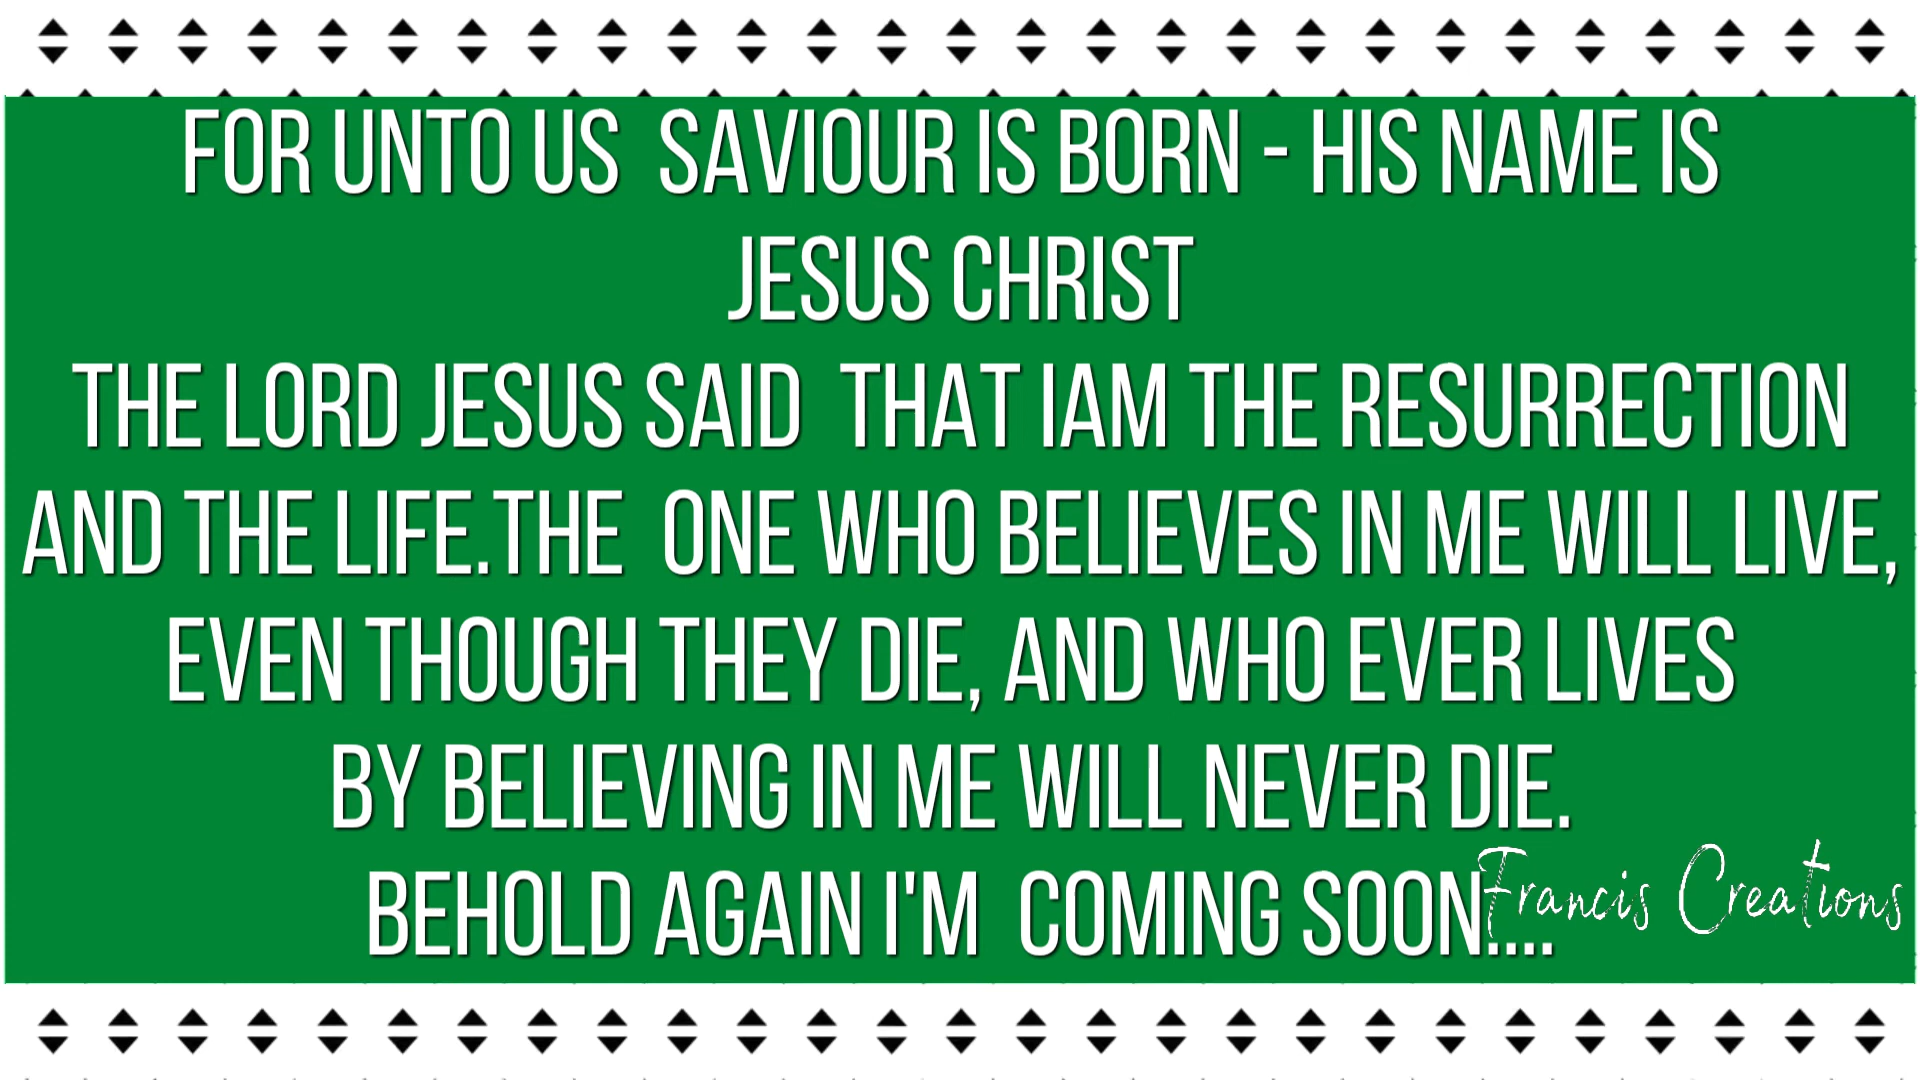 FOR UNTO US  SAVIOUR IS BORN - HIS NAME IS
JESUS CHRIST
THE LORD JESUS SAID  THAT IAM THE RESURRECTION
AND THE LIFE.THE  ONE WHO BELIEVES IN ME WILL LIVE,
EVEN THOUGH THEY DIE, AND WHO EVER LIVES
BY BELIEVING IN ME WILL NEVER DIE.
BEHOLD AGAIN I'M  COMING SOON!....
Francis Creations